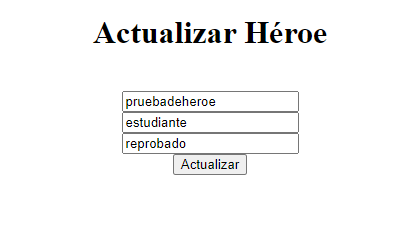 Actualizar Héroe
pruebadeheroe
estudiante
reprobado
Actualizar